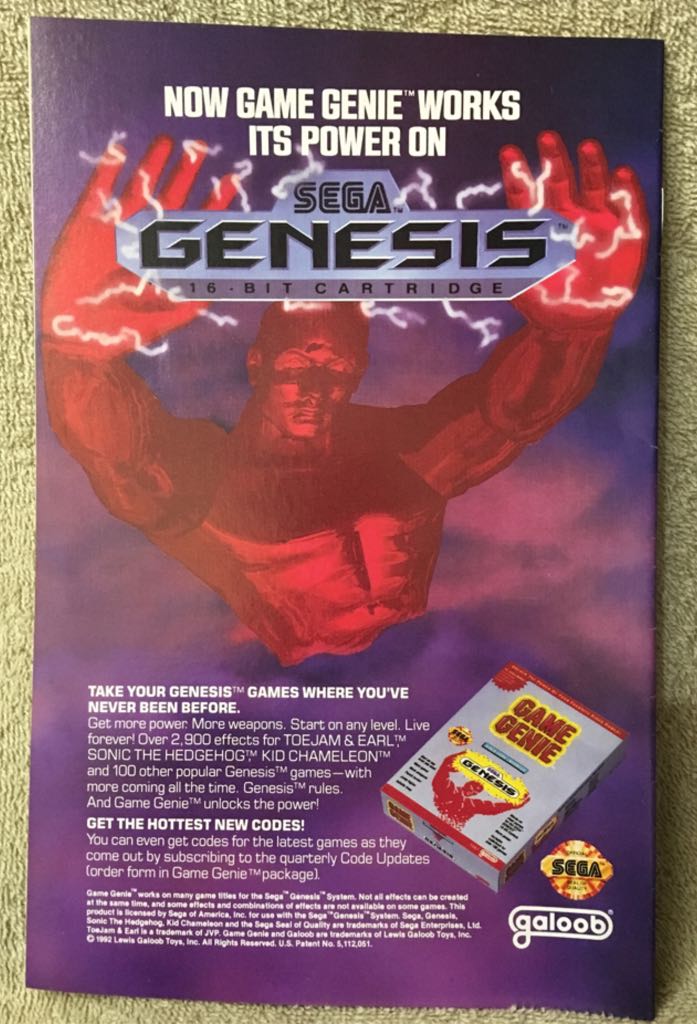 NOW GAME GENIE™ WORKS
ITS POWER ON
SEGA™
GENESIS™
16-BIT CARTRIDGE
TAKE YOUR GENESIS™ GAMES WHERE YOU'VE
NEVER BEEN BEFORE.
Get more power. More weapons. Start on any level. Live
forever! Over 2,900 effects for TOEJAM & EARL,™
SONIC THE HEDGEHOG,™ KID CHAMELEON™
and 100 other popular Genesis™ games—with
more coming all the time. Genesis™ rules.
And Game Genie™ unlocks the power!
GET THE HOTTEST NEW CODES!
You can even get codes for the latest games as they
come out by subscribing to the quarterly Code Updates
(order form in Game Genie™ package).
Game Genie™ works on many game titles for the Sega™ Genesis™ System. Not all effects can be created
at the same time, and some effects and combinations of effects are not available on some games. This
product is licensed by Sega of America, Inc. for use with the Sega™ Genesis™ System. Sega, Genesis,
Sonic The Hedgehog, Kid Chameleon and the Sega Seal of Quality are trademarks of Sega Enterprises, Ltd.
ToeJam & Earl is a trademark of JVP. Game Genie and Galoob are trademarks of Lewis Galoob Toys, Inc.
© 1992 Lewis Galoob Toys, Inc. All Rights Reserved. U.S. Patent No. 5,112,051.
GAME
GENIE
GENESIS
GAME GENIE
GENESIS
SEGA
galoob